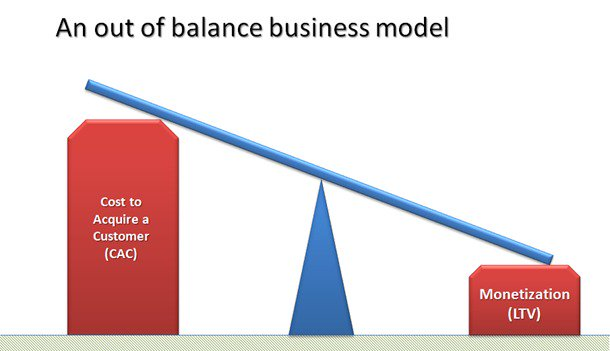 An out of balance business model
Cost to
Acquire a
Customer
(CAC)
Monetization
(LTV)